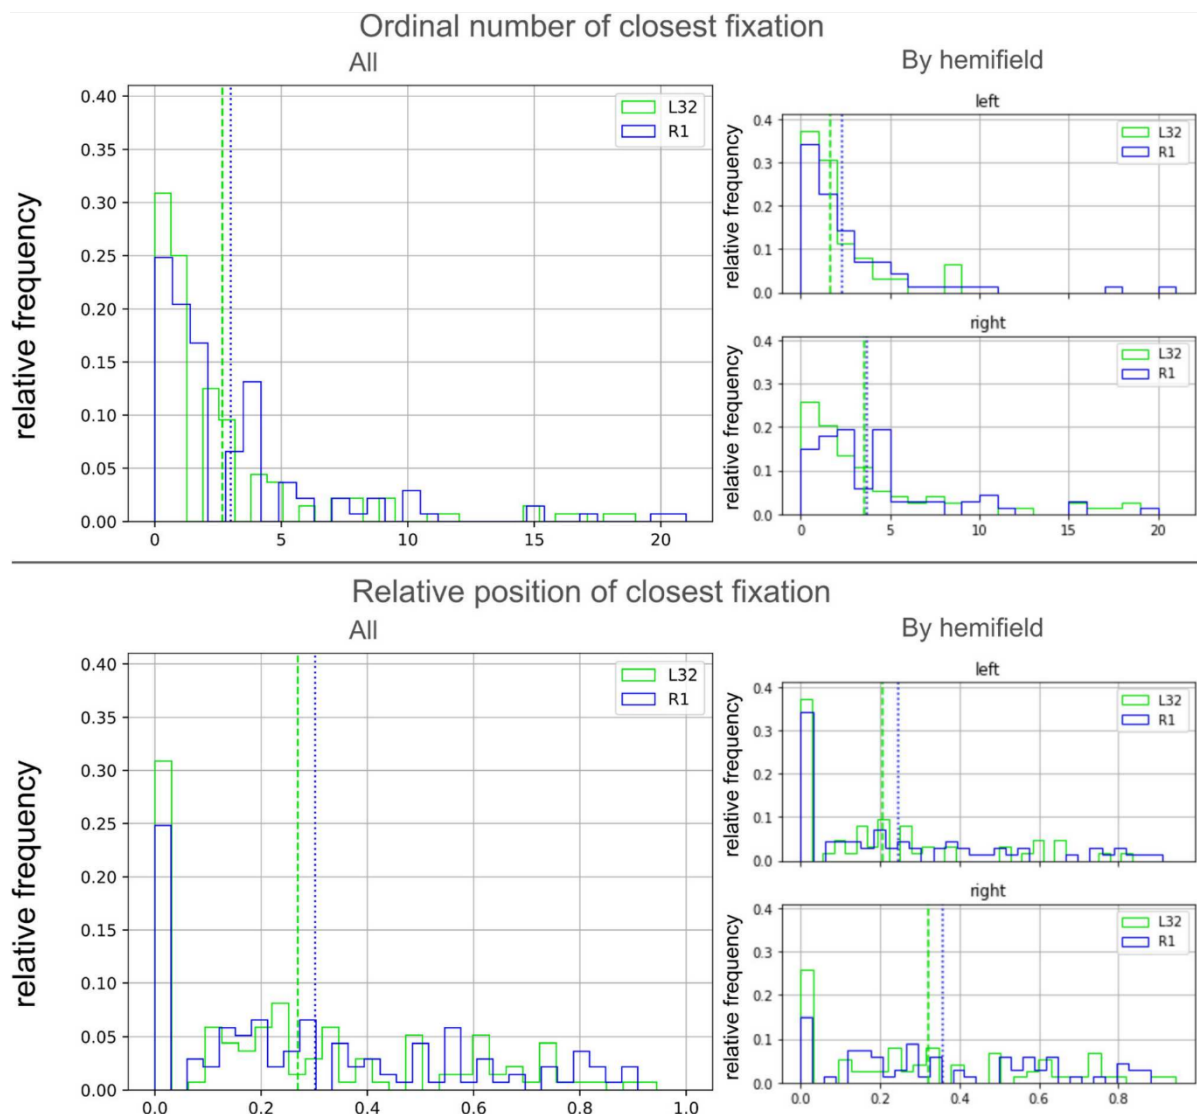 Ordinal number of closest fixation
All
By hemifield
relative frequency
0.40
0.35
0.30
0.25
0.20
0.15
0.10
0.05
0.00
0
5
10
15
20
L32
R1
left
relative frequency
0.4
0.3
0.2
0.1
0.0
L32
R1
right
relative frequency
0.4
0.3
0.2
0.1
0.0
0
5
10
15
20
L32
R1
Relative position of closest fixation
All
By hemifield
relative frequency
0.40
0.35
0.30
0.25
0.20
0.15
0.10
0.05
0.00
0.0
0.2
0.4
0.6
0.8
1.0
L32
R1
left
relative frequency
0.4
0.3
0.2
0.1
0.0
L32
R1
right
relative frequency
0.4
0.3
0.2
0.1
0.0
0.0
0.2
0.4
0.6
0.8
L32
R1